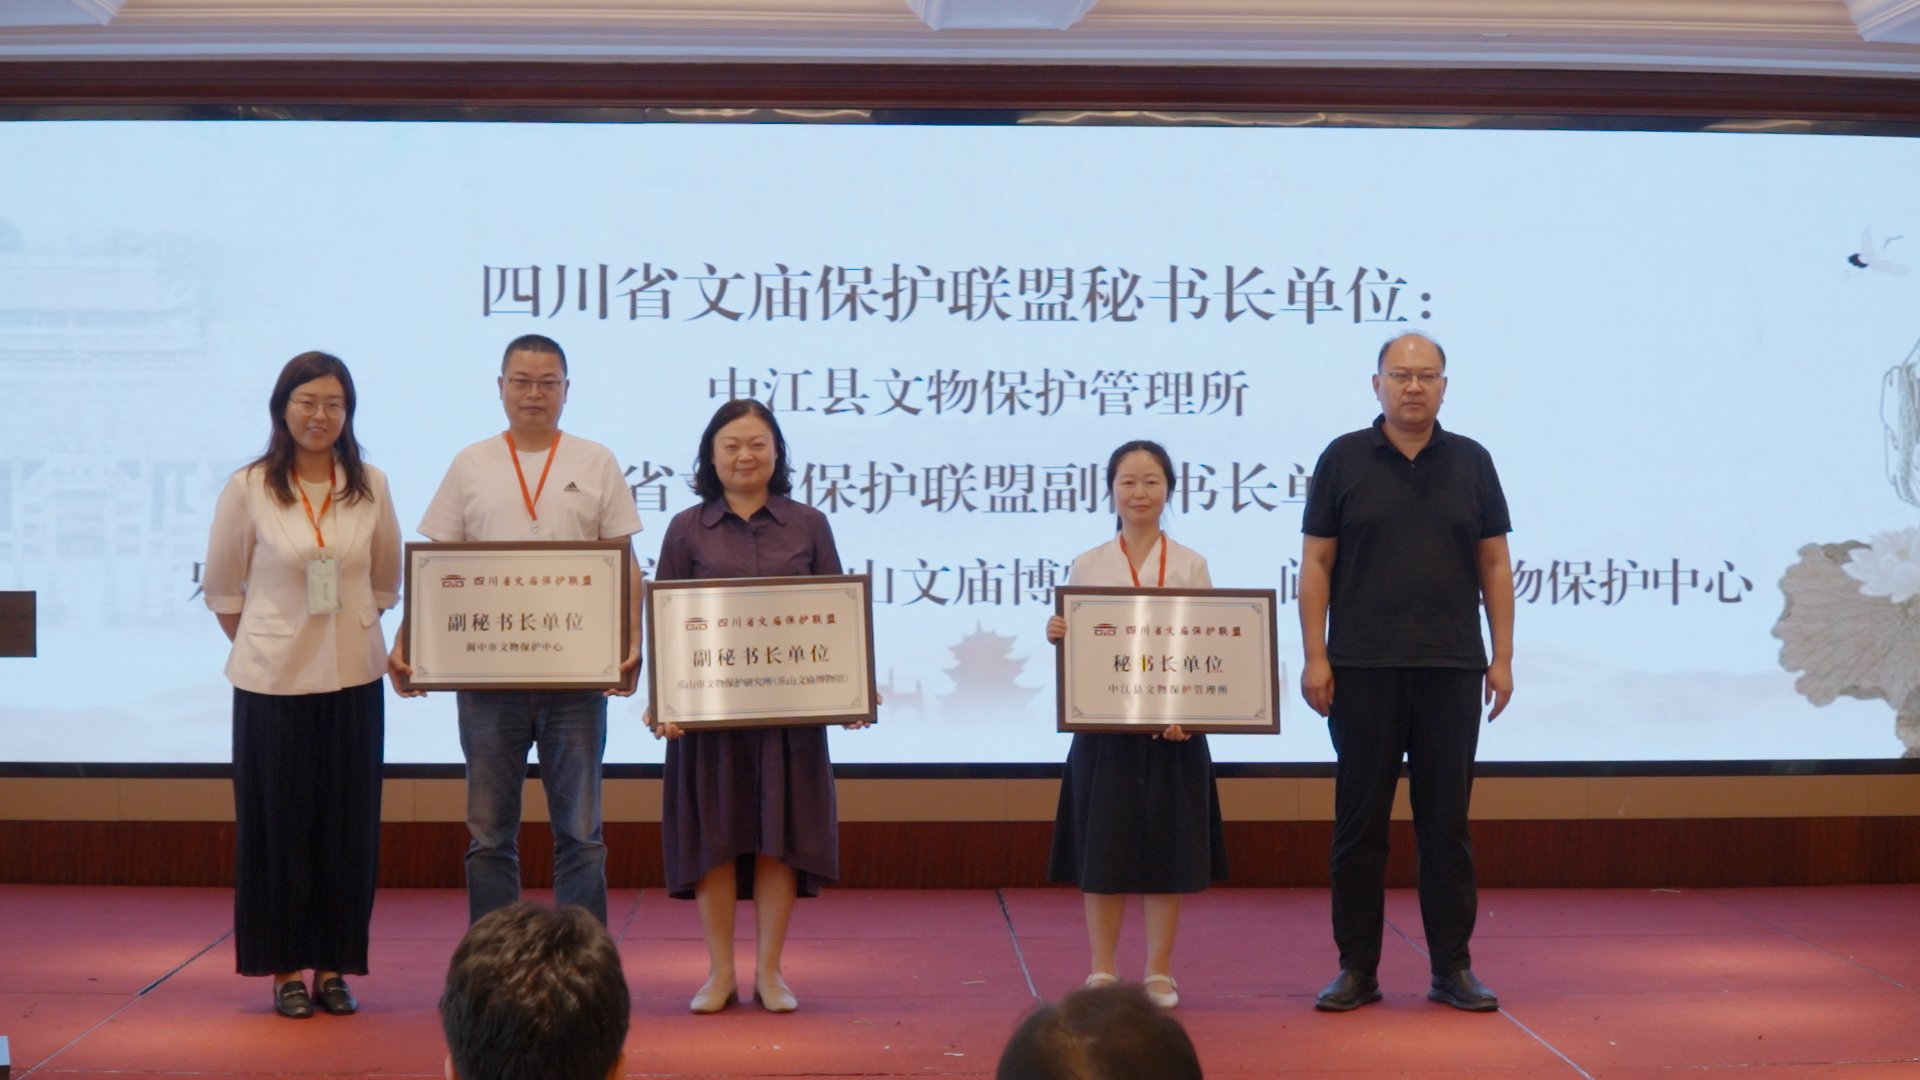 四川省文庙保护联盟秘书长单位：
中江县文物保护管理所
省文 保护联盟副秘书长单
山文庙博物 物保护中心
四川省文庙保护联盟
副秘书长单位
阆中市文物保护中心
四川省文庙保护联盟
副秘书长单位
乐山市文物保护研究所(乐山文庙博物馆)
四川省文庙保护联盟
秘书长单位
中江县文物保护管理所